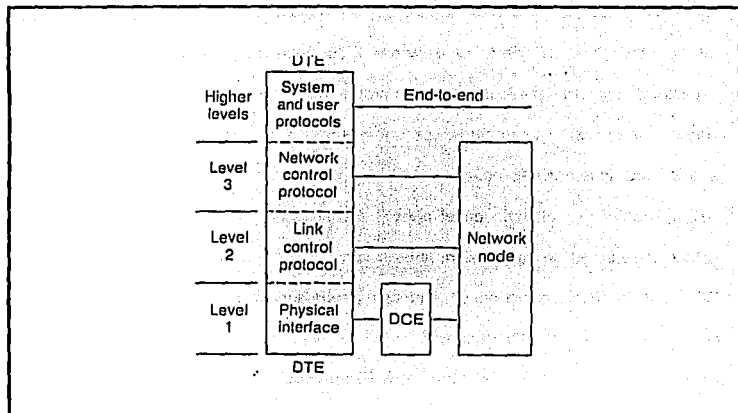 DTE
Higher
levels
System
and user
protocols
End-to-end
Level
3
Network
control
protocol
Level
2
Link
control
protocol
Network
node
Level
1
Physical
interface
DCE
DTE